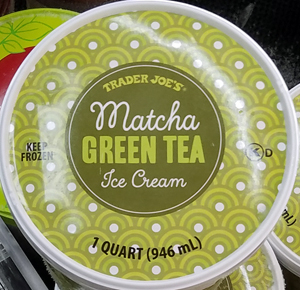 TRADER JOE'S®
Matcha
GREEN TEA
Ice Cream
KEEP
FROZEN
K D
1 QUART (946 mL)